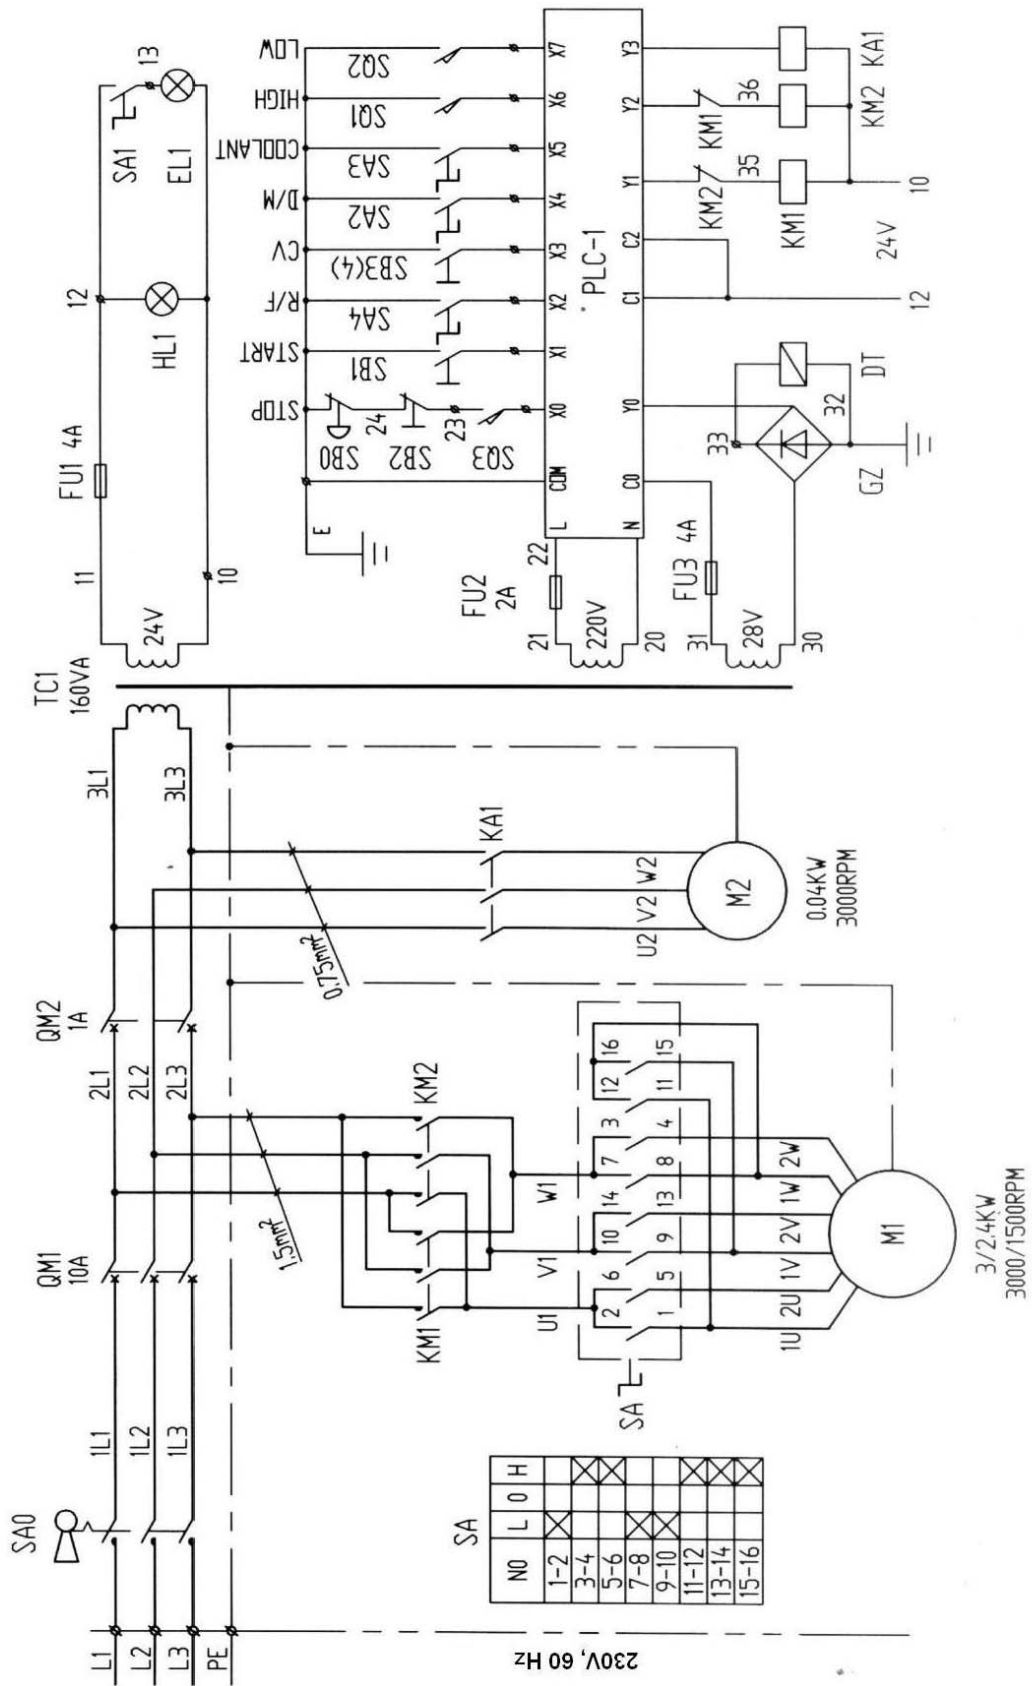 L1
L2
L3
PE
230V, 60 Hz
SA0
1L1
1L2
1L3
QM1
10A
2L1
2L2
2L3
QM2
1A
3L1
3L3
TC1
160VA
1.5mm²
0.75mm²
KM1
KM2
KA1
U1
V1
W1
SA
2
6
10
14
7
3
12
16
1
5
9
13
8
4
11
15
1U
2U
1V
2V
1W
2W
M1
3/2.4KW
3000/1500RPM
U2
V2
W2
M2
0.04KW
3000RPM
SA
NO L 0 H
1-2
3-4
5-6
7-8
9-10
11-12
13-14
15-16
24V
11
10
FU1 4A
12
HL1
SA1
13
EL1
E
STOP
START
R/F
CV
D/M
COOLANT
HIGH
LOW
SB0
24
SB2
23
SQ3
SB1
SA4
SB3(4)
SA2
SA3
SQ1
SQ2
220V
21
20
FU2
2A
22
L
COM
X0
X1
X2
X3
X4
X5
X6
X7
PLC-1
N
C0
Y0
C1
C2
Y1
Y2
Y3
28V
31
30
FU3 4A
33
32
GZ
DT
12
24V
10
KM2
35
KM1
KM1
36
KM2
KA1